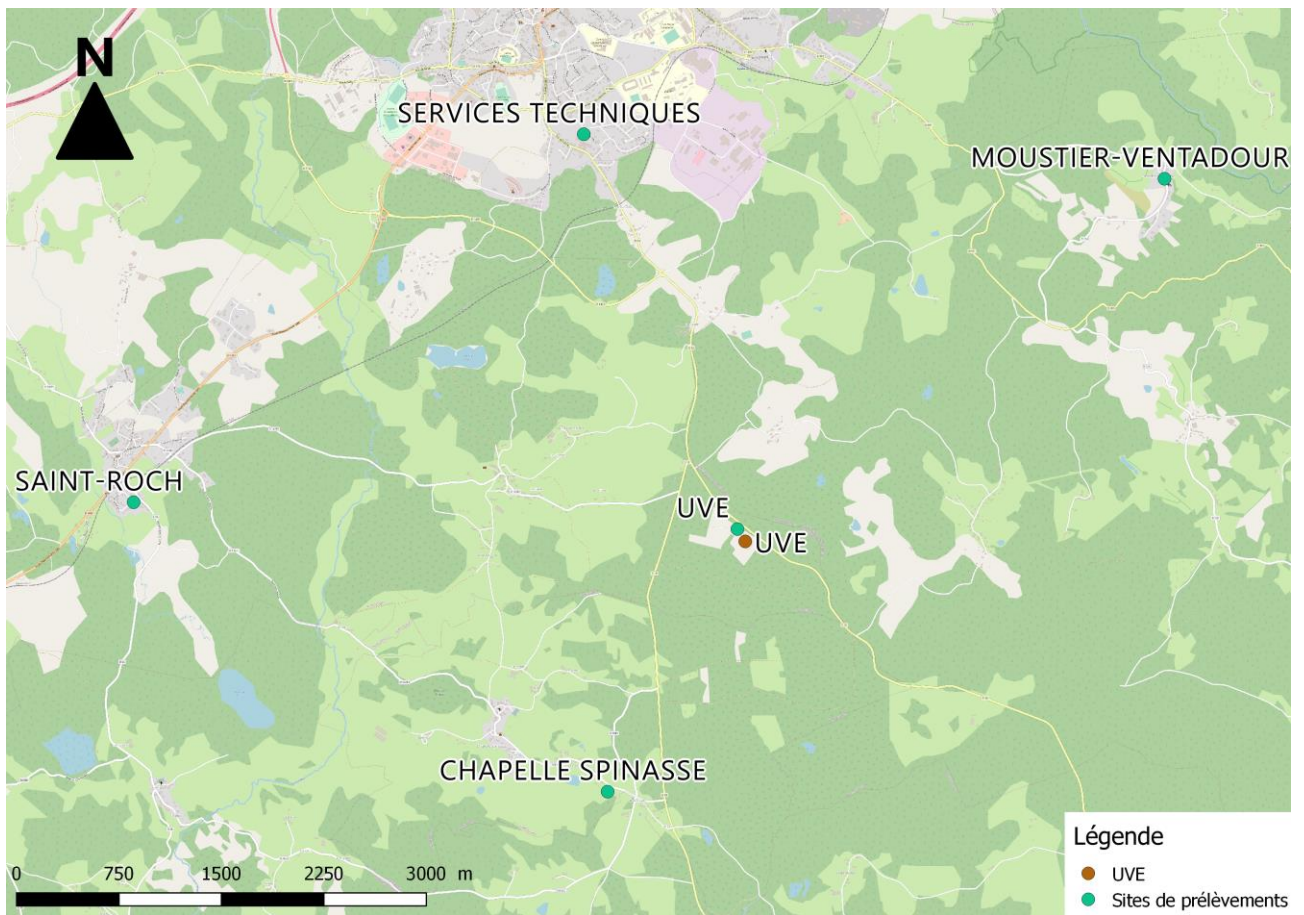 N
SERVICES TECHNIQUES
MOUSTIER-VENTADOUR
SAINT-ROCH
UVE
UVE
CHAPELLE SPINASSE
0 750 1500 2250 3000 m
Légende
UVE
Sites de prélèvements